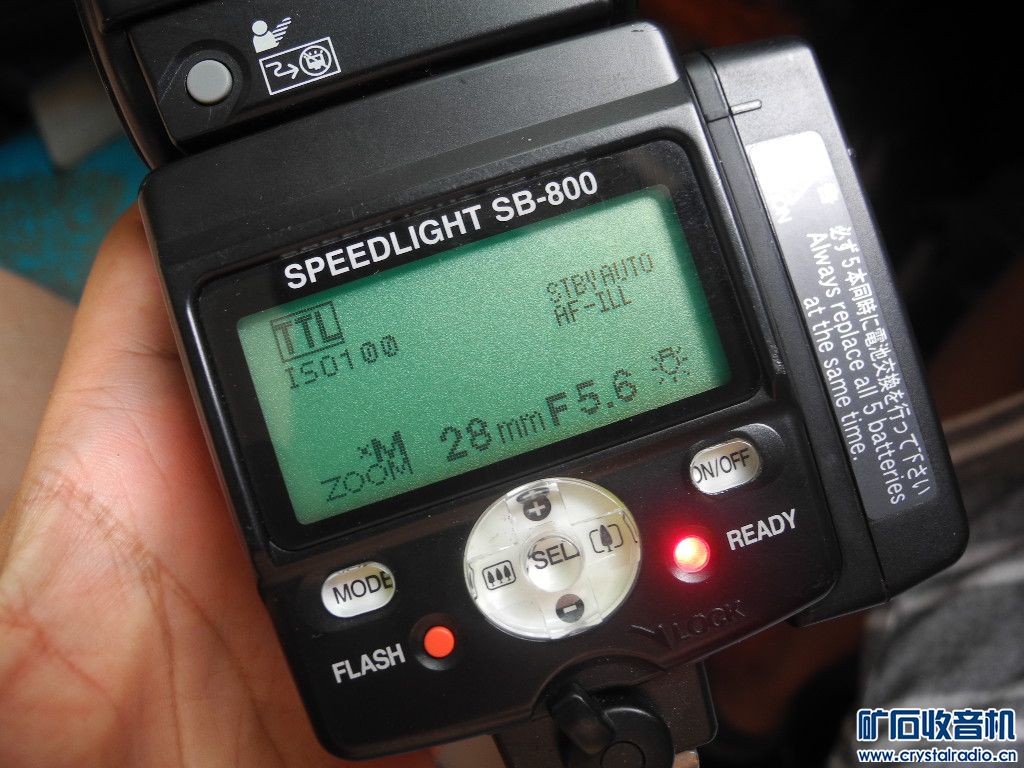 SPEEDLIGHT SB-800
TTL
ISO100
STBY AUTO
AF-ILL
M
ZOOM 28mm F5.6
ON/OFF
READY
MODE
SEL
FLASH
LOCK
必ず5本同時に電池交換を行って下さい
Always replace all 5 batteries
at the same time.
矿石收音机
www.crystalradio.cn